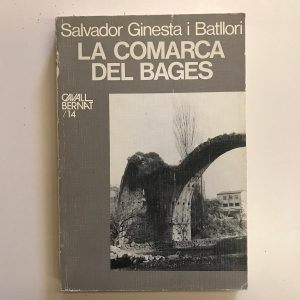 Salvador Ginesta i Batllori
LA COMARCA
DEL BAGES
CAVALL
BERNAT
/14